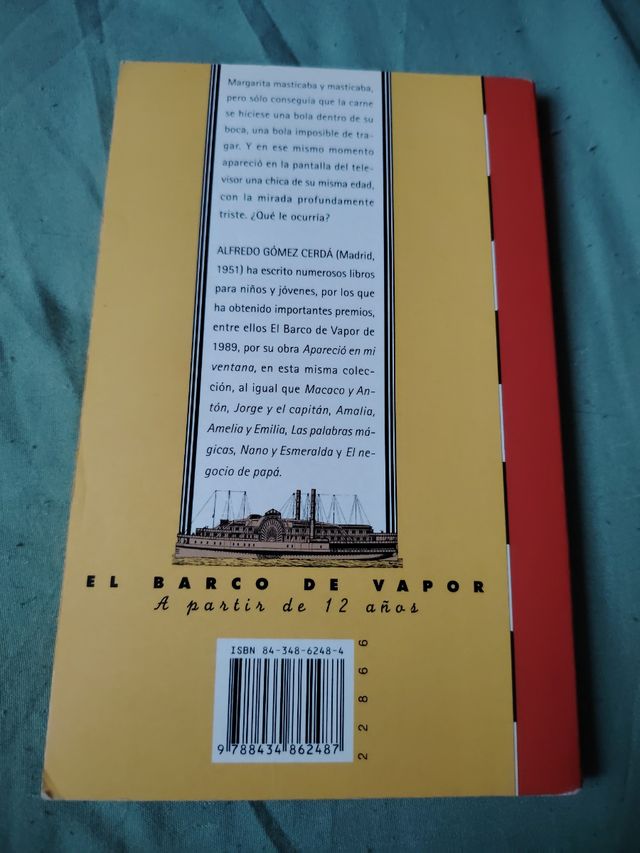 Margarita masticaba y masticaba,
pero sólo conseguía que la carne
se hiciese una bola dentro de su
boca, una bola imposible de tra-
gar. Y en ese mismo momento
apareció en la pantalla del tele-
visor una chica de su misma edad,
con la mirada profundamente
triste. ¿Qué le ocurría?
ALFREDO GÓMEZ CERDÁ (Madrid,
1951) ha escrito numerosos libros
para niños y jóvenes, por los que
ha obtenido importantes premios,
entre ellos El Barco de Vapor de
1989, por su obra Apareció en mi
ventana, en esta misma colec-
ción, al igual que Macaco y An-
tón, Jorge y el capitán, Amalia,
Amelia y Emilia, Las palabras má-
gicas, Nano y Esmeralda y El ne-
gocio de papá.
EL BARCO DE VAPOR
A partir de 12 años
ISBN 84-348-6248-4
9 788434 862487
22866